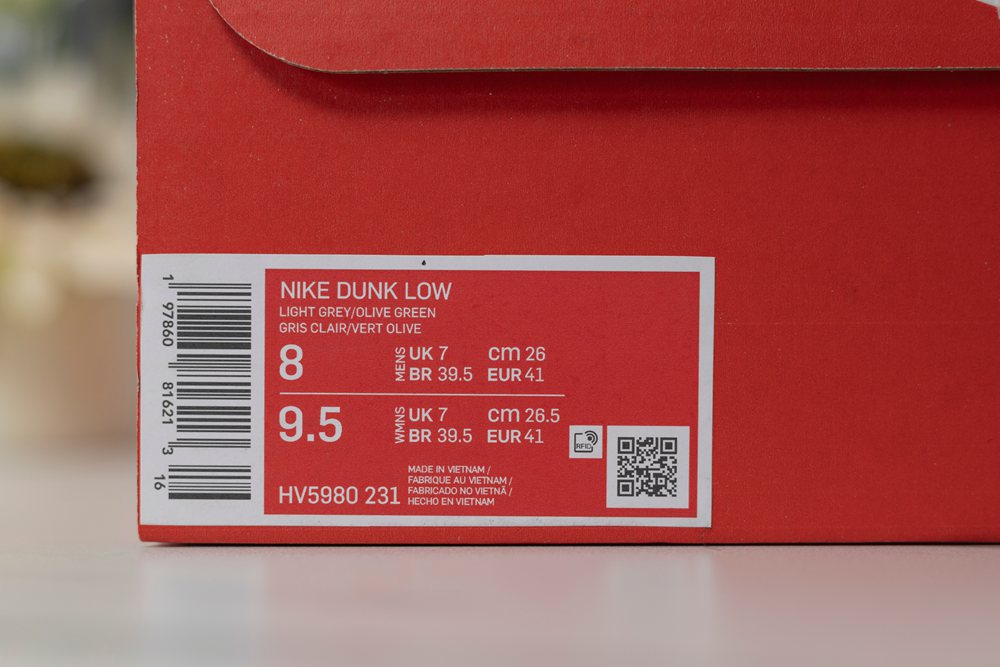 NIKE DUNK LOW
LIGHT GREY/OLIVE GREEN
GRIS CLAIR/VERT OLIVE
8 MENS UK 7 cm 26
BR 39.5 EUR 41
9.5 WMNS UK 7 cm 26.5
BR 39.5 EUR 41
HV5980 231
MADE IN VIETNAM /
FABRIQUE AU VIETNAM /
FABRICADO NO VIETNÃ /
HECHO EN VIETNAM
RFID
1 97860 81621 3 16